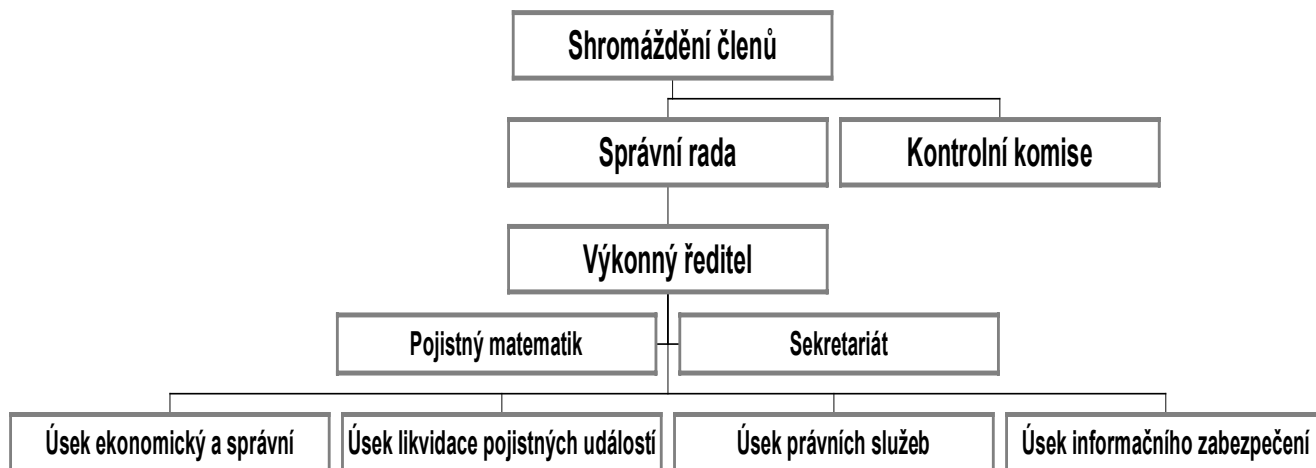 Shromáždění členů
Správní rada
Kontrolní komise
Výkonný ředitel
Pojistný matematik
Sekretariát
Úsek ekonomický a správní
Úsek likvidace pojistných událostí
Úsek právních služeb
Úsek informačního zabezpečení